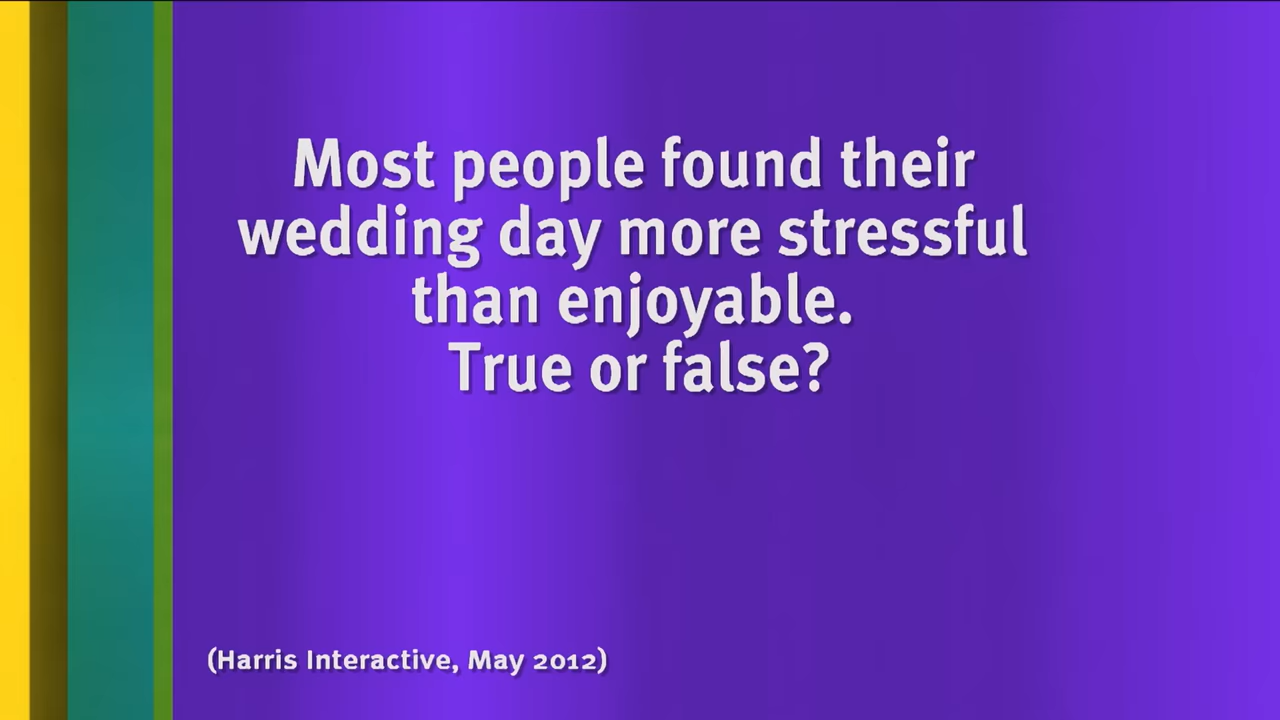 Most people found their
wedding day more stressful
than enjoyable.
True or false?
(Harris Interactive, May 2012)